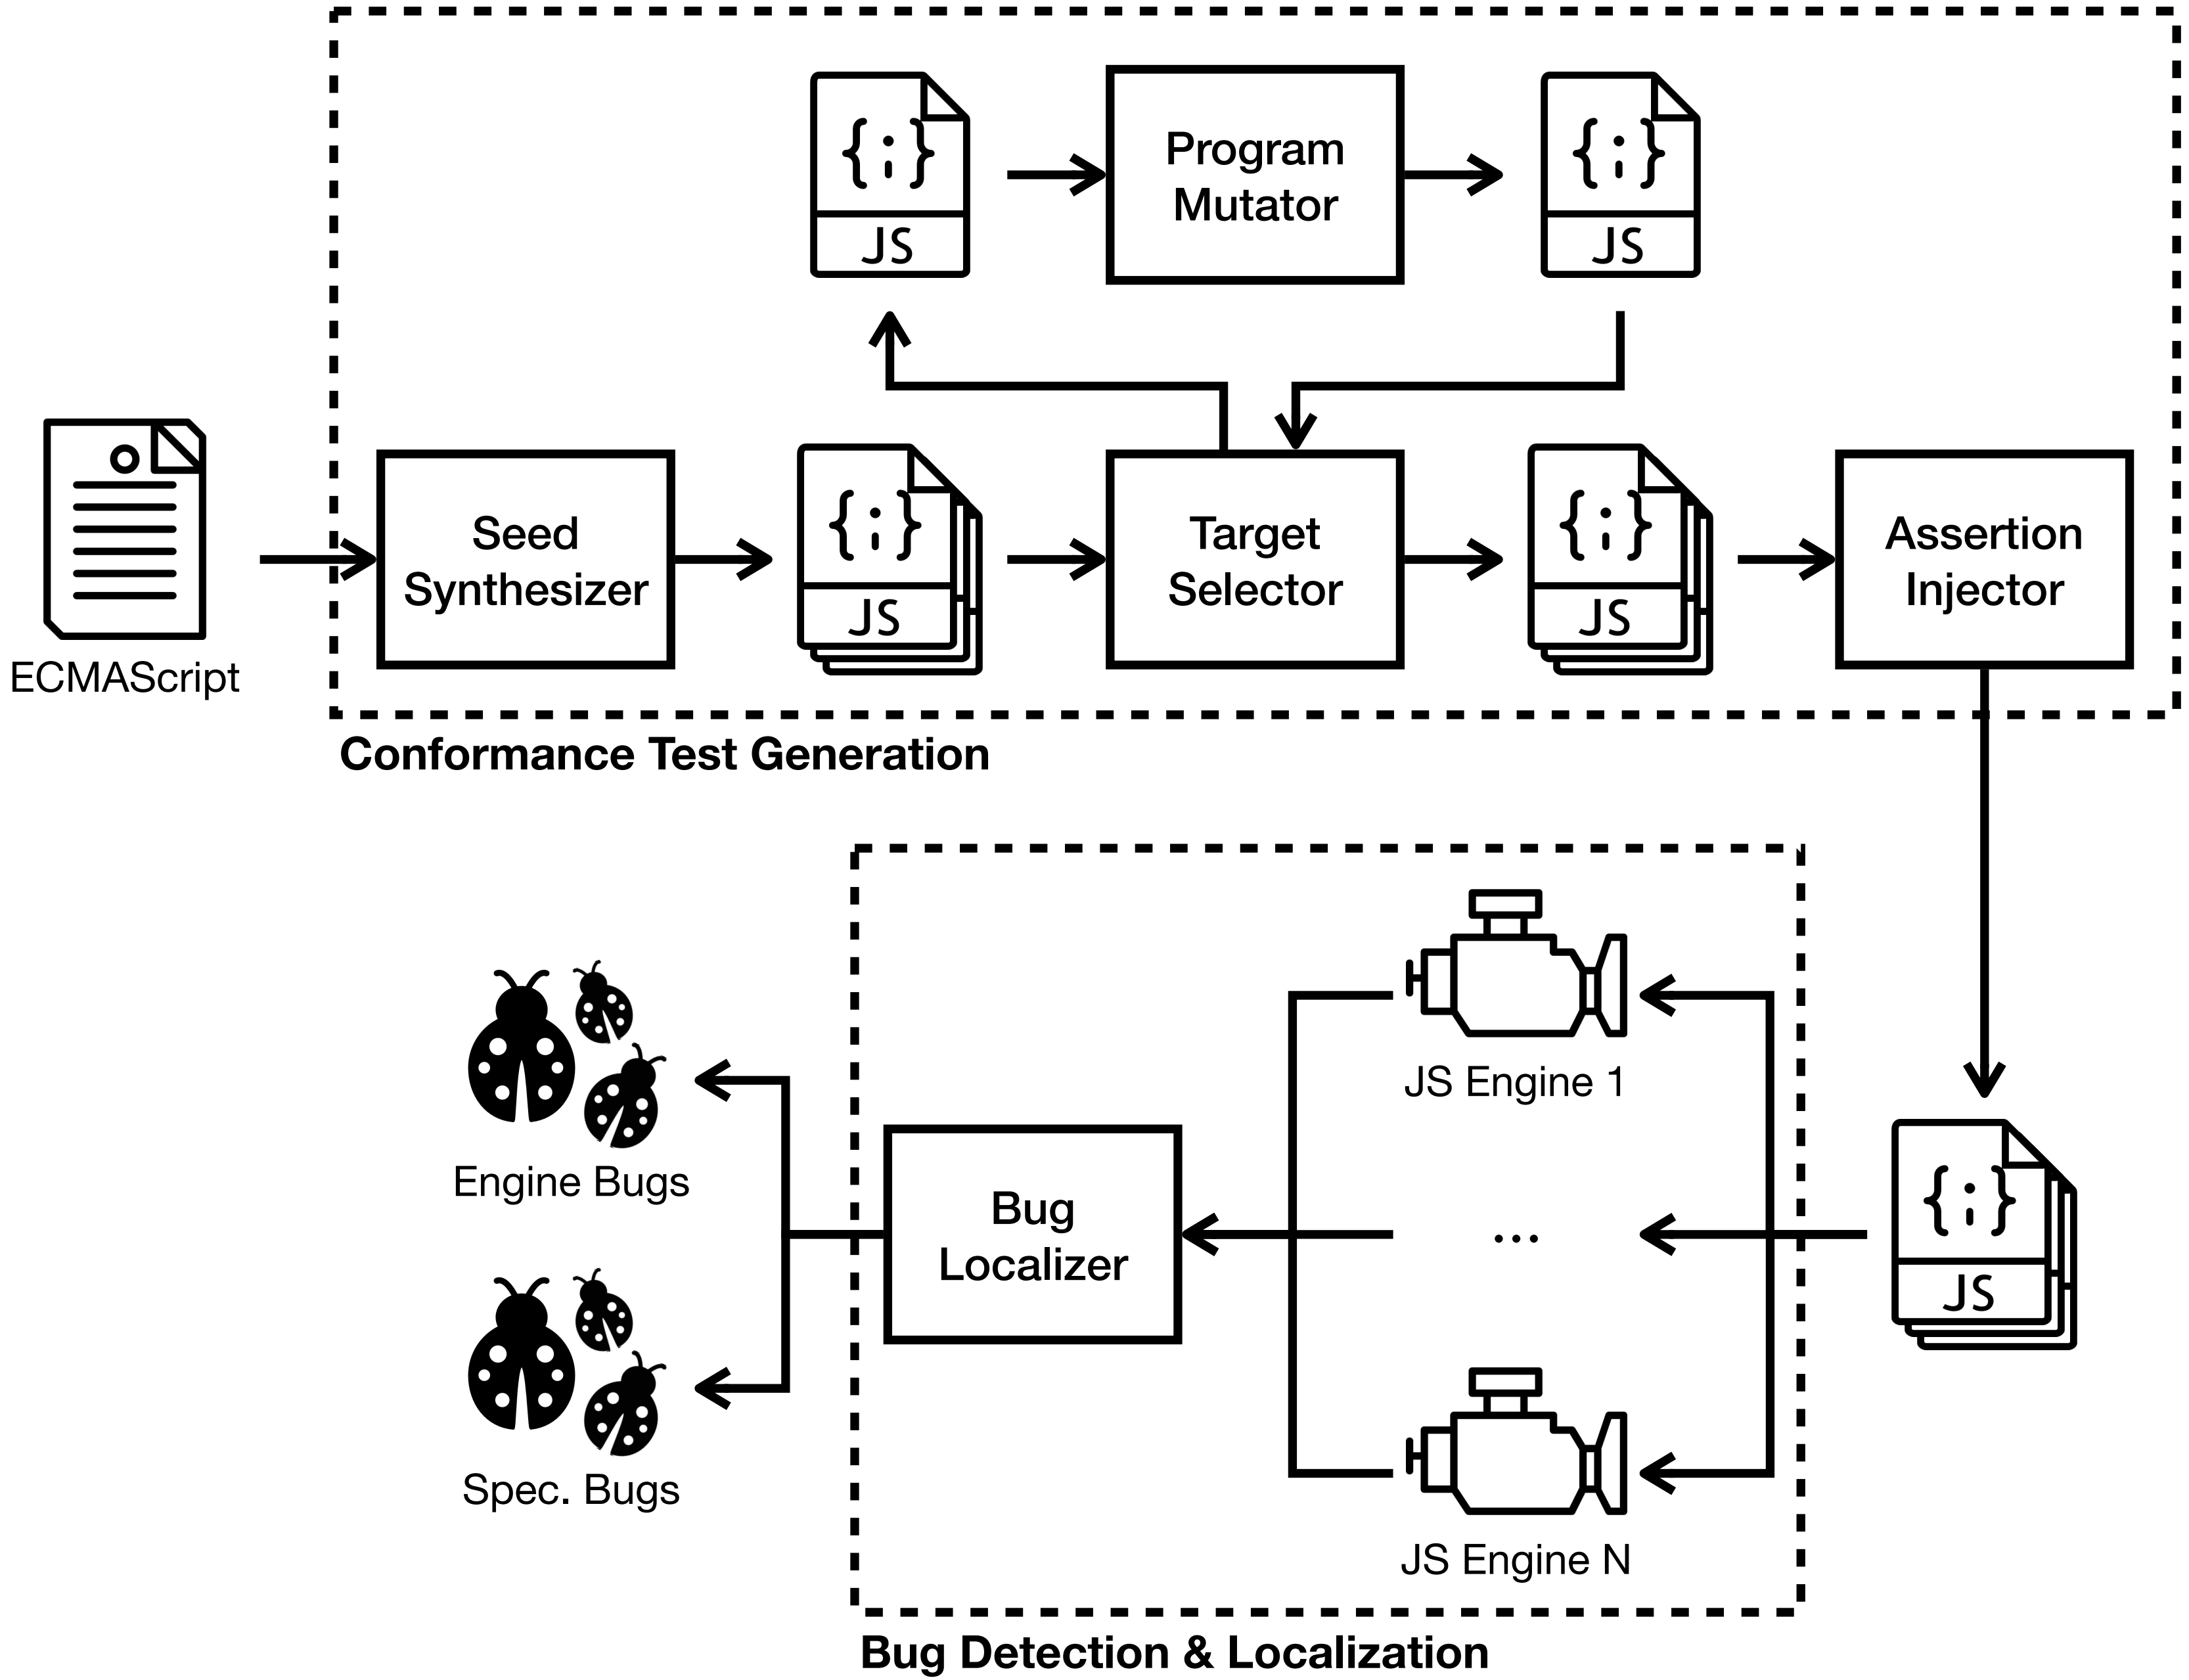 {;}
JS
Program
Mutator
{;}
JS
ECMAScript
Seed
Synthesizer
{;}
JS
Target
Selector
{;}
JS
Assertion
Injector
Conformance Test Generation
Engine Bugs
Spec. Bugs
Bug
Localizer
JS Engine 1
...
JS Engine N
{;}
JS
Bug Detection & Localization